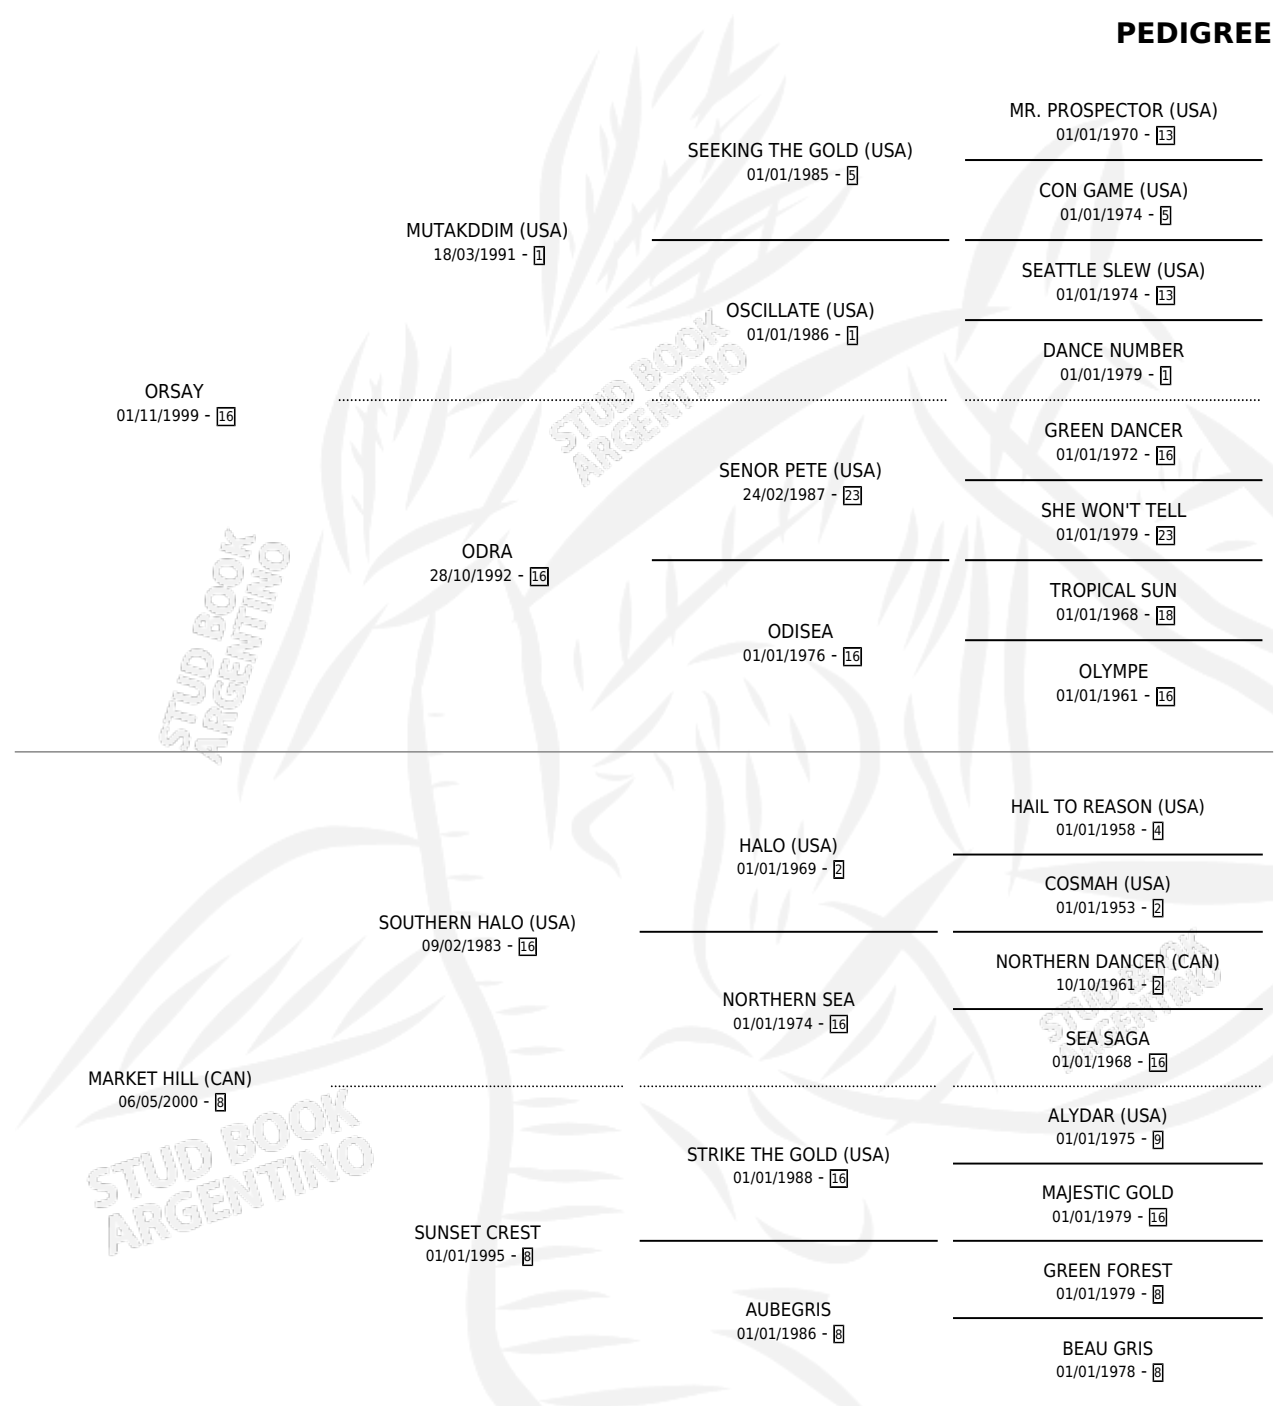 PEDIGREE
MR. PROSPECTOR (USA)
01/01/1970 - 13
SEEKING THE GOLD (USA)
01/01/1985 - 5
CON GAME (USA)
01/01/1974 - 5
MUTAKDDIM (USA)
18/03/1991 - 1
SEATTLE SLEW (USA)
01/01/1974 - 13
OSCILLATE (USA)
01/01/1986 - 1
DANCE NUMBER
01/01/1979 - 1
ORSAY
01/11/1999 - 16
GREEN DANCER
01/01/1972 - 16
SENOR PETE (USA)
24/02/1987 - 23
SHE WON'T TELL
01/01/1979 - 23
ODRA
28/10/1992 - 16
TROPICAL SUN
01/01/1968 - 18
ODISEA
01/01/1976 - 16
OLYMPE
01/01/1961 - 16
HAIL TO REASON (USA)
01/01/1958 - 4
HALO (USA)
01/01/1969 - 2
COSMAH (USA)
01/01/1953 - 2
SOUTHERN HALO (USA)
09/02/1983 - 16
NORTHERN DANCER (CAN)
10/10/1961 - 2
NORTHERN SEA
01/01/1974 - 16
SEA SAGA
01/01/1968 - 16
MARKET HILL (CAN)
06/05/2000 - 8
ALYDAR (USA)
01/01/1975 - 9
STRIKE THE GOLD (USA)
01/01/1988 - 16
MAJESTIC GOLD
01/01/1979 - 16
SUNSET CREST
01/01/1995 - 8
GREEN FOREST
01/01/1979 - 8
AUBEGRIS
01/01/1986 - 8
BEAU GRIS
01/01/1978 - 8
STUD BOOK
ARGENTINO
STUD BOOK
ARGENTINO
STUD BOOK
ARGENTINO
STUD BOOK
ARGENTINO